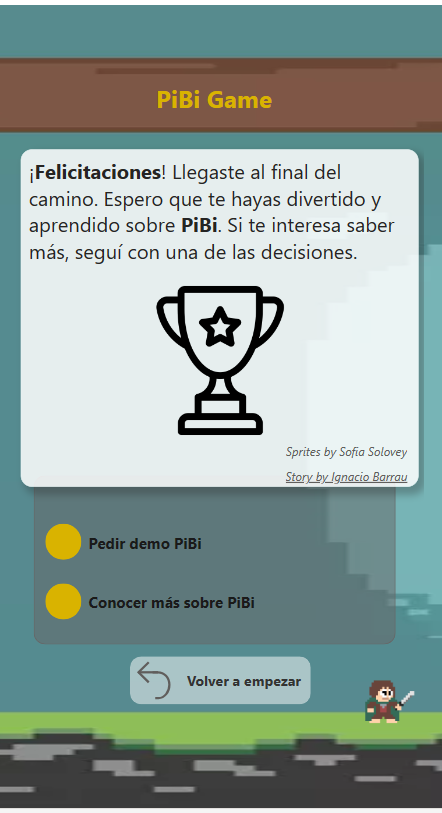 PiBi Game
¡Felicitaciones! Llegaste al final del
camino. Espero que te hayas divertido y
aprendido sobre PiBi. Si te interesa saber
más, seguí con una de las decisiones.
Sprites by Sofía Solovey
Story by Ignacio Barrau
Pedir demo PiBi
Conocer más sobre PiBi
Volver a empezar